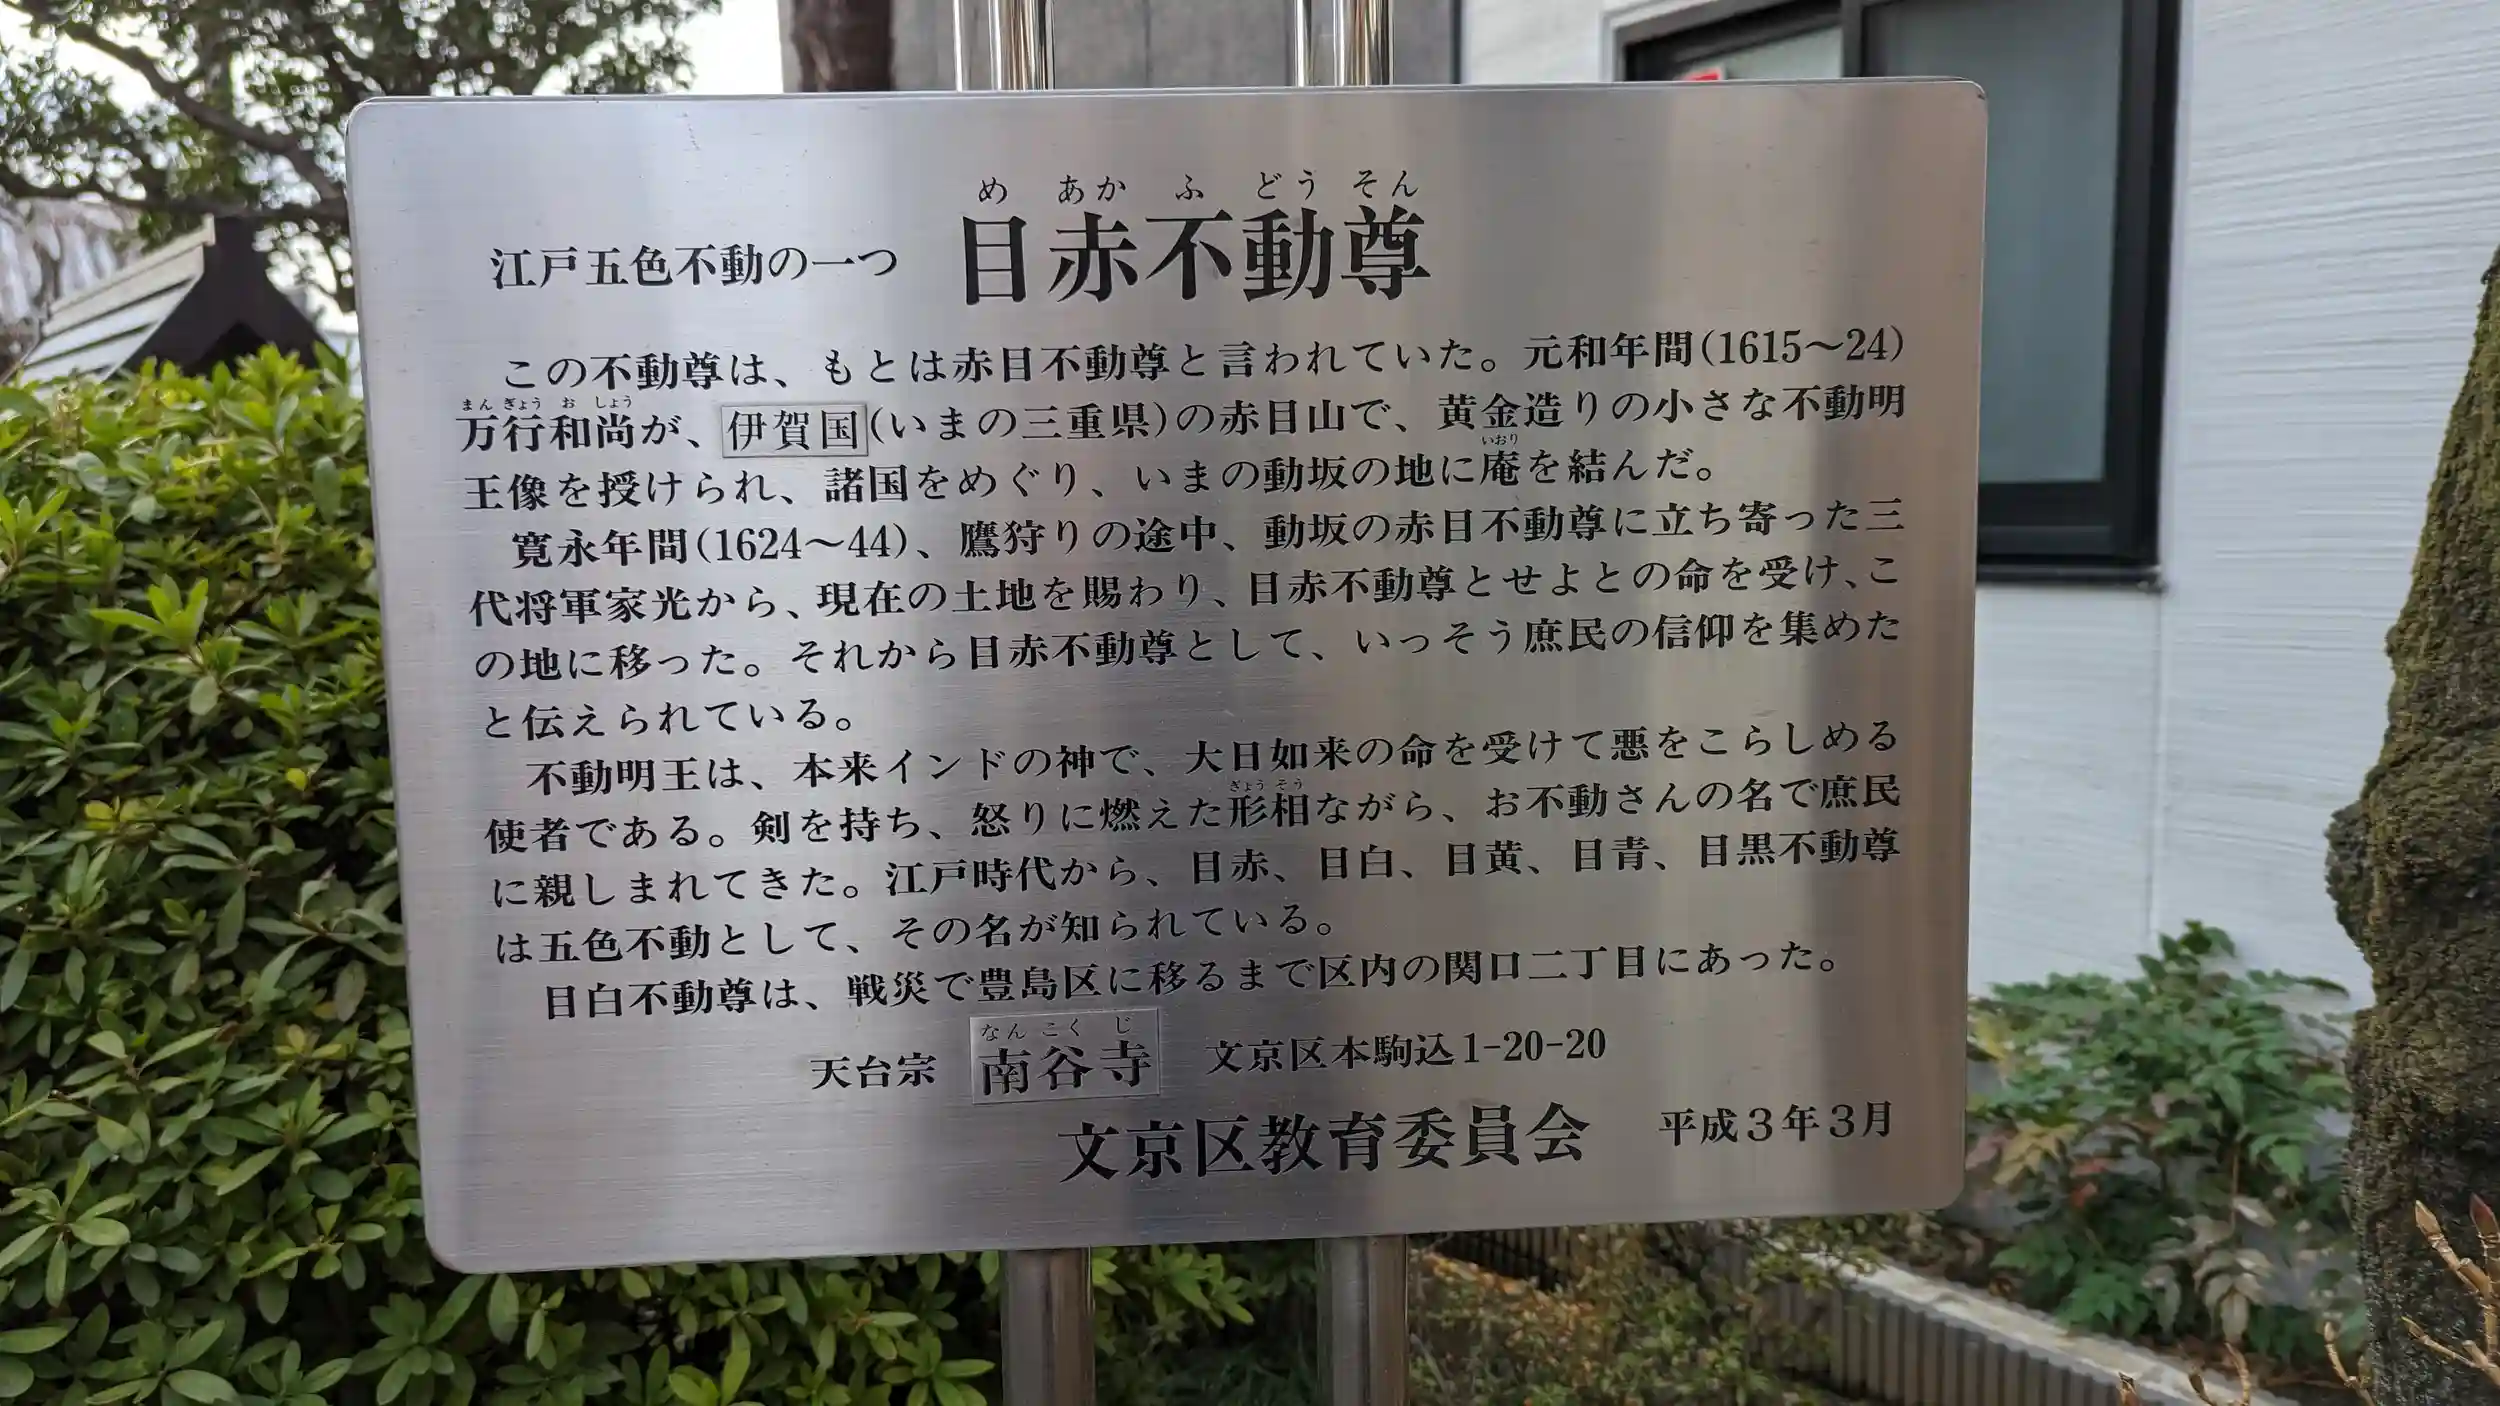 江戸五色不動の一つ 目赤不動尊
め あか ふ どう そん
この不動尊は、もとは赤目不動尊と言われていた。元和年間(1615～24)
まん ぎょう お しょう
万行和尚が、伊賀国(いまの三重県)の赤目山で、黄金造りの小さな不動明
いおり
王像を授けられ、諸国をめぐり、いまの動坂の地に庵を結んだ。
寛永年間(1624～44)、鷹狩りの途中、動坂の赤目不動尊に立ち寄った三
代将軍家光から、現在の土地を賜わり、目赤不動尊とせよとの命を受け、こ
の地に移った。それから目赤不動尊として、いっそう庶民の信仰を集めた
と伝えられている。
不動明王は、本来インドの神で、大日如来の命を受けて悪をこらしめる
ぎょう そう
使者である。剣を持ち、怒りに燃えた形相ながら、お不動さんの名で庶民
に親しまれてきた。江戸時代から、目赤、目白、目黄、目青、目黒不動尊
は五色不動として、その名が知られている。
目白不動尊は、戦災で豊島区に移るまで区内の関口二丁目にあった。
なん こく じ
天台宗 南谷寺 文京区本駒込1-20-20
文京区教育委員会 平成3年3月